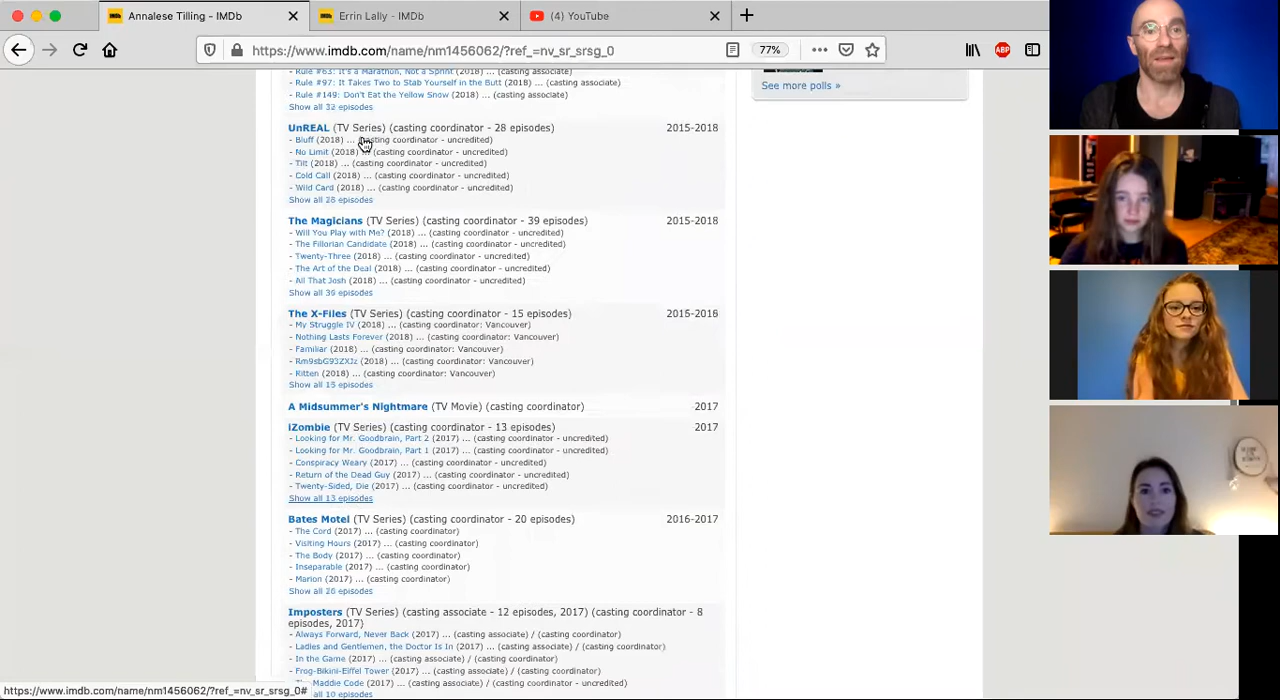 Annalese Tilling - IMDb
Errin Lally - IMDb
(4) YouTube
https://www.imdb.com/name/nm1456062/?ref_=nv_sr_srsg_0
77%
ABP
Rule #63: It's a Marathon, Not a Sprint (2018) ... (casting associate)
Rule #97: It Takes Two to Stab Yourself in the Butt (2018) ... (casting associate)
Rule #149: Don't Eat the Yellow Snow (2018) ... (casting associate)
Show all 32 episodes
See more polls »
UnREAL (TV Series) (casting coordinator - 28 episodes) 2015-2018
- Bluff (2018) ... (casting coordinator - uncredited)
- No Limit (2018) ... (casting coordinator - uncredited)
- Tilt (2018) ... (casting coordinator - uncredited)
- Cold Call (2018) ... (casting coordinator - uncredited)
- Wild Card (2018) ... (casting coordinator - uncredited)
Show all 28 episodes
The Magicians (TV Series) (casting coordinator - 39 episodes) 2015-2018
- Will You Play with Me? (2018) ... (casting coordinator - uncredited)
- The Fillorian Candidate (2018) ... (casting coordinator - uncredited)
- Twenty-Three (2018) ... (casting coordinator - uncredited)
- The Art of the Deal (2018) ... (casting coordinator - uncredited)
- All That Josh (2018) ... (casting coordinator - uncredited)
Show all 39 episodes
The X-Files (TV Series) (casting coordinator - 15 episodes) 2015-2018
- My Struggle IV (2018) ... (casting coordinator: Vancouver)
- Nothing Lasts Forever (2018) ... (casting coordinator: Vancouver)
- Familiar (2018) ... (casting coordinator: Vancouver)
- Rm9sbG93ZXJz (2018) ... (casting coordinator: Vancouver)
- Kitten (2018) ... (casting coordinator: Vancouver)
Show all 15 episodes
A Midsummer's Nightmare (TV Movie) (casting coordinator) 2017
iZombie (TV Series) (casting coordinator - 13 episodes) 2017
- Looking for Mr. Goodbrain, Part 2 (2017) ... (casting coordinator - uncredited)
- Looking for Mr. Goodbrain, Part 1 (2017) ... (casting coordinator - uncredited)
- Conspiracy Weary (2017) ... (casting coordinator - uncredited)
- Return of the Dead Guy (2017) ... (casting coordinator - uncredited)
- Twenty-Sided, Die (2017) ... (casting coordinator - uncredited)
Show all 13 episodes
Bates Motel (TV Series) (casting coordinator - 20 episodes) 2016-2017
- The Cord (2017) ... (casting coordinator)
- Visiting Hours (2017) ... (casting coordinator)
- The Body (2017) ... (casting coordinator)
- Inseparable (2017) ... (casting coordinator)
- Marion (2017) ... (casting coordinator)
Show all 20 episodes
Imposters (TV Series) (casting associate - 12 episodes, 2017) (casting coordinator - 8
episodes, 2017)
- Always Forward, Never Back (2017) ... (casting associate) / (casting coordinator)
- Ladies and Gentlemen, the Doctor Is In (2017) ... (casting associate) / (casting coordinator)
- In the Game (2017) ... (casting associate) / (casting coordinator)
- Frog-Bikini-Eiffel Tower (2017) ... (casting associate) / (casting coordinator)
Maddie Code (2017) ... (casting associate) / (casting coordinator - uncredited)
all 10 episodes
https://www.imdb.com/name/nm1456062/?ref_=nv_sr_srsg_0#